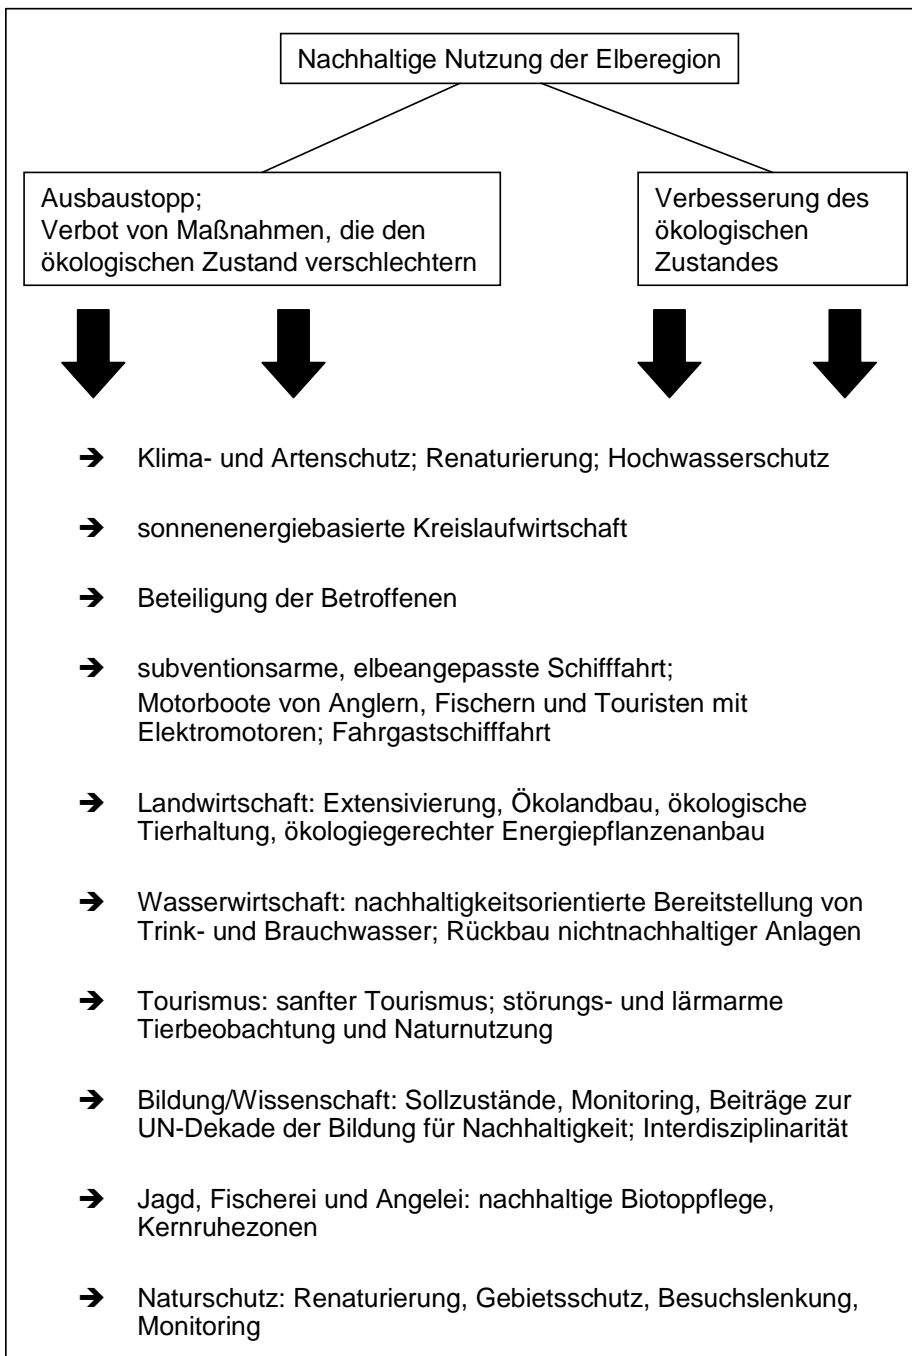 Nachhaltige Nutzung der Elberegion
Ausbaustopp;
Verbot von Maßnahmen, die den
ökologischen Zustand verschlechtern
Verbesserung des
ökologischen
Zustandes
➔ Klima- und Artenschutz; Renaturierung; Hochwasserschutz
➔ sonnenenergiebasierte Kreislaufwirtschaft
➔ Beteiligung der Betroffenen
➔ subventionsarme, elbeangepasste Schifffahrt;
Motorboote von Anglern, Fischern und Touristen mit
Elektromotoren; Fahrgastschifffahrt
➔ Landwirtschaft: Extensivierung, Ökolandbau, ökologische
Tierhaltung, ökologiegerechter Energiepflanzenanbau
➔ Wasserwirtschaft: nachhaltigkeitsorientierte Bereitstellung von
Trink- und Brauchwasser; Rückbau nichtnachhaltiger Anlagen
➔ Tourismus: sanfter Tourismus; störungs- und lärmarme
Tierbeobachtung und Naturnutzung
➔ Bildung/Wissenschaft: Sollzustände, Monitoring, Beiträge zur
UN-Dekade der Bildung für Nachhaltigkeit; Interdisziplinarität
➔ Jagd, Fischerei und Angelei: nachhaltige Biotoppflege,
Kernruhezonen
➔ Naturschutz: Renaturierung, Gebietsschutz, Besuchslenkung,
Monitoring